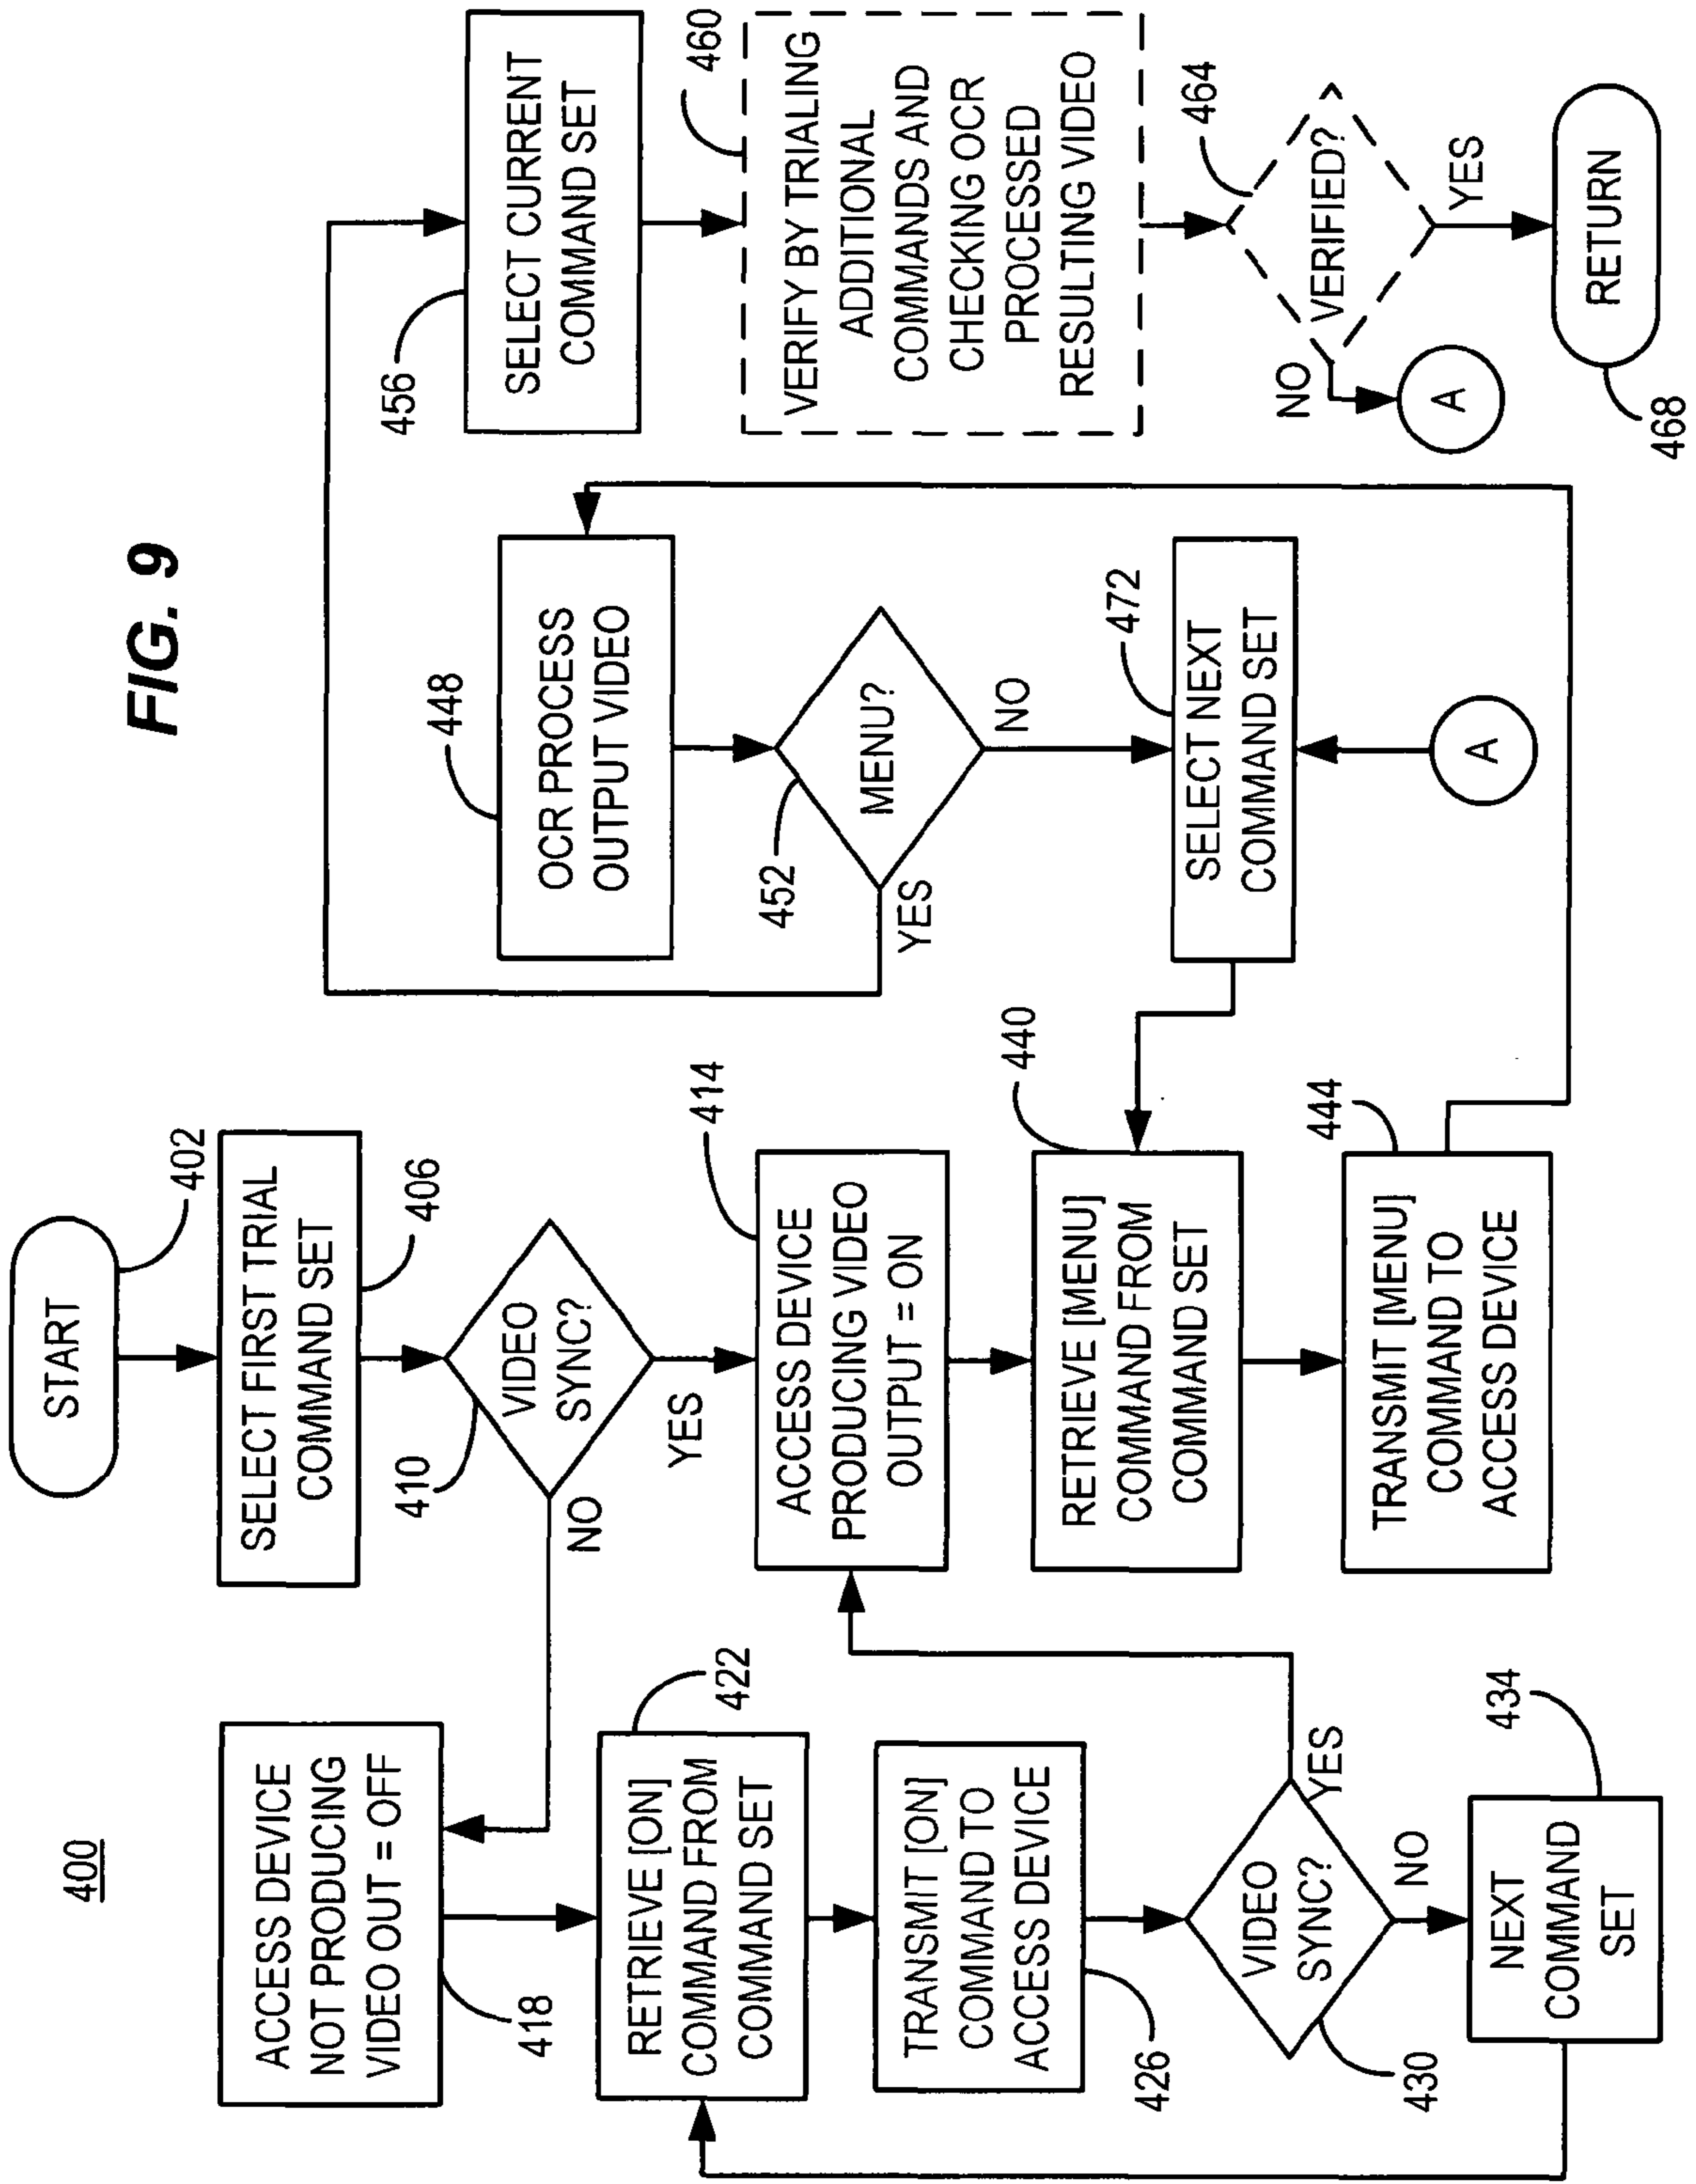 400
FIG. 9
START
402
SELECT FIRST TRIAL
COMMAND SET
406
VIDEO
SYNC?
410
NO
YES
ACCESS DEVICE
NOT PRODUCING
VIDEO OUT = OFF
418
RETRIEVE [ON]
COMMAND FROM
COMMAND SET
422
TRANSMIT [ON]
COMMAND TO
ACCESS DEVICE
426
VIDEO
SYNC?
430
YES
NO
NEXT
COMMAND
SET
434
ACCESS DEVICE
PRODUCING VIDEO
OUTPUT = ON
414
RETRIEVE [MENU]
COMMAND FROM
COMMAND SET
440
TRANSMIT [MENU]
COMMAND TO
ACCESS DEVICE
444
OCR PROCESS
OUTPUT VIDEO
448
MENU?
452
YES
NO
SELECT NEXT
COMMAND SET
472
A
SELECT CURRENT
COMMAND SET
456
VERIFY BY TRIALING
ADDITIONAL
COMMANDS AND
CHECKING OCR
PROCESSED
RESULTING VIDEO
460
VERIFIED?
464
NO
A
YES
RETURN
468